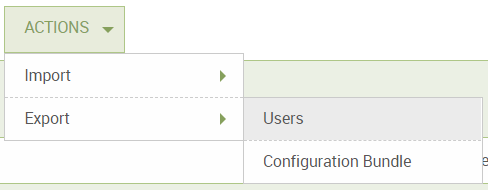 ACTIONS
Import
Export
Users
Configuration Bundle